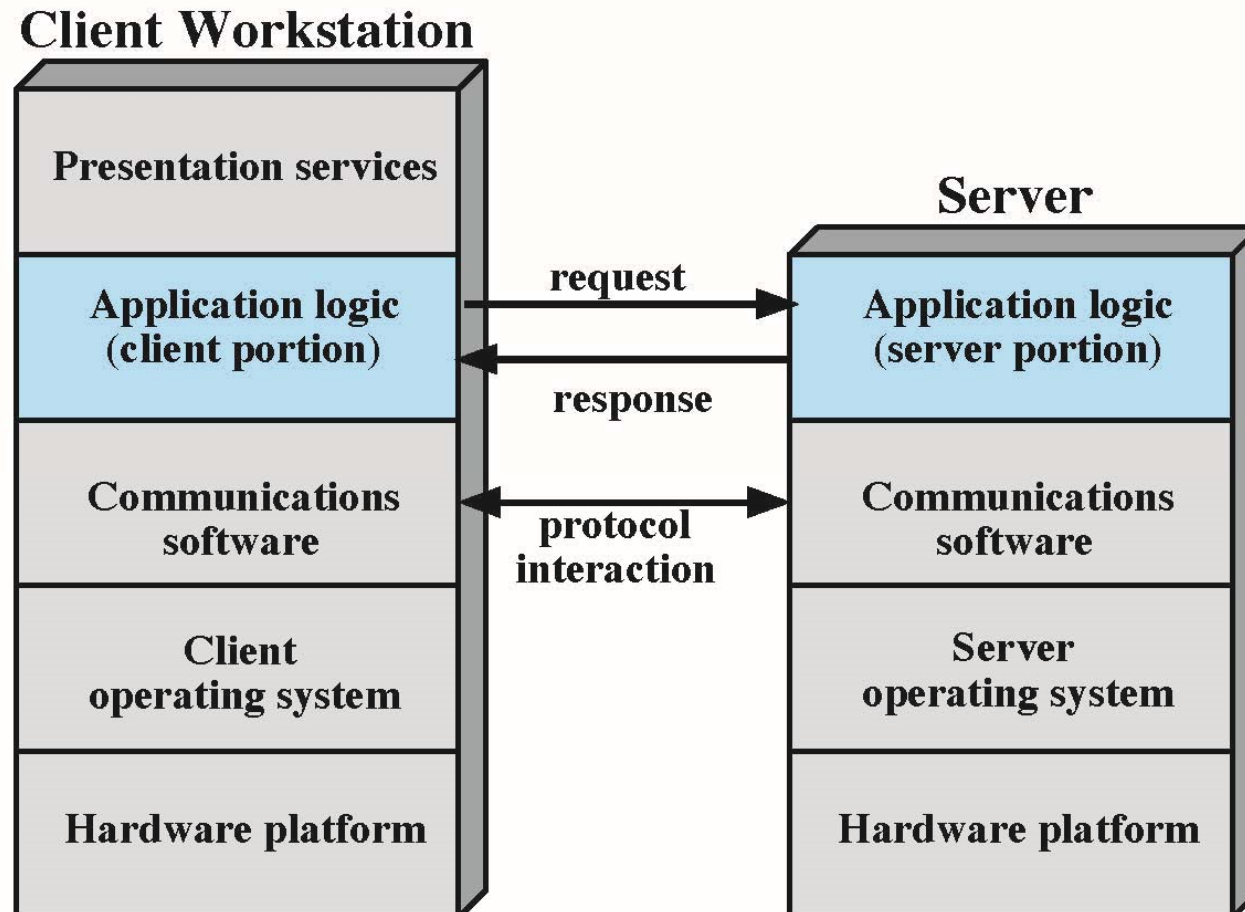 Client Workstation
Presentation services
Application logic
(client portion)
Communications
software
Client
operating system
Hardware platform
request
response
protocol
interaction
Server
Application logic
(server portion)
Communications
software
Server
operating system
Hardware platform